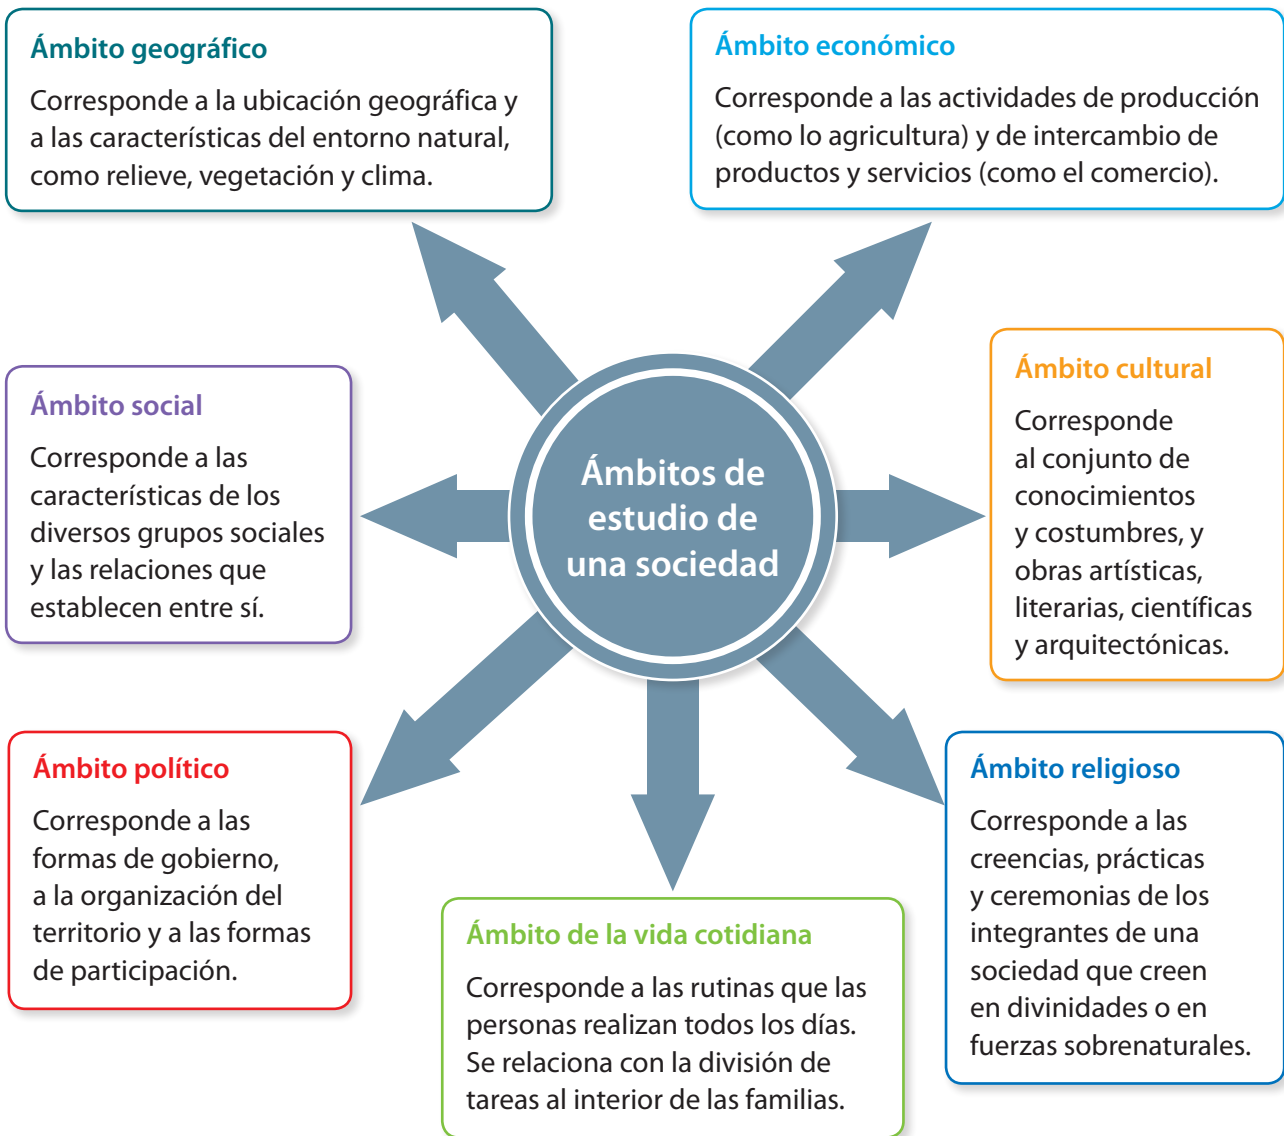 Ámbito geográfico
Corresponde a la ubicación geográfica y
a las características del entorno natural,
como relieve, vegetación y clima.
Ámbito económico
Corresponde a las actividades de producción
(como lo agricultura) y de intercambio de
productos y servicios (como el comercio).
Ámbito social
Corresponde a las
características de los
diversos grupos sociales
y las relaciones que
establecen entre sí.
Ámbitos de
estudio de
una sociedad
Ámbito cultural
Corresponde
al conjunto de
conocimientos
y costumbres, y
obras artísticas,
literarias, científicas
y arquitectónicas.
Ámbito político
Corresponde a las
formas de gobierno,
a la organización del
territorio y a las formas
de participación.
Ámbito de la vida cotidiana
Corresponde a las rutinas que las
personas realizan todos los días.
Se relaciona con la división de
tareas al interior de las familias.
Ámbito religioso
Corresponde a las
creencias, prácticas
y ceremonias de los
integrantes de una
sociedad que creen
en divinidades o en
fuerzas sobrenaturales.